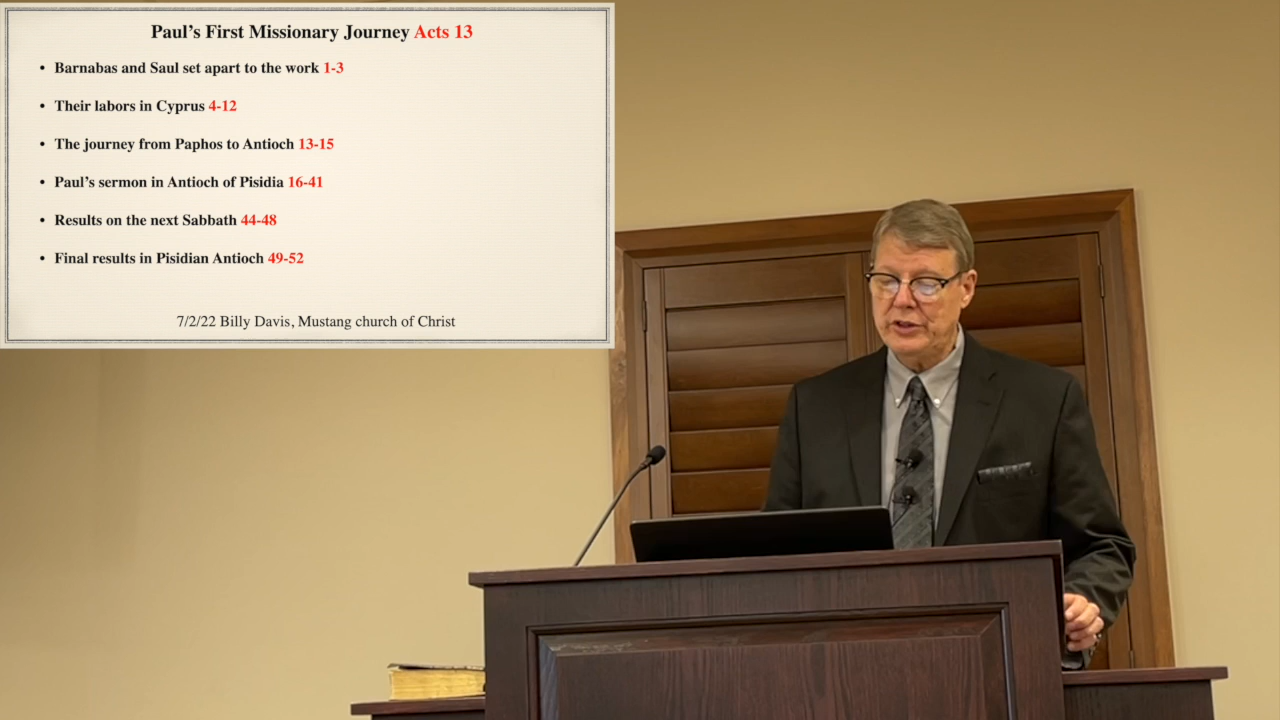 Paul's First Missionary Journey Acts 13
• Barnabas and Saul set apart to the work 1-3
• Their labors in Cyprus 4-12
• The journey from Paphos to Antioch 13-15
• Paul's sermon in Antioch of Pisidia 16-41
• Results on the next Sabbath 44-48
• Final results in Pisidian Antioch 49-52
7/2/22 Billy Davis, Mustang church of Christ